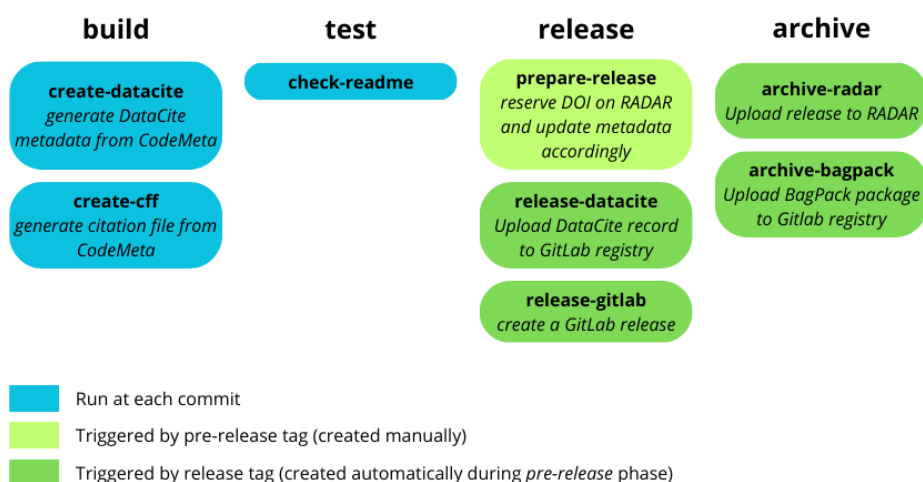 build
create-datacite
generate DataCite
metadata from CodeMeta
create-cff
generate citation file from
CodeMeta
test
check-readme
release
prepare-release
reserve DOI on RADAR
and update metadata
accordingly
release-datacite
Upload DataCite record
to GitLab registry
release-gitlab
create a GitLab release
archive
archive-radar
Upload release to RADAR
archive-bagpack
Upload BagPack package
to Gitlab registry
Run at each commit
Triggered by pre-release tag (created manually)
Triggered by release tag (created automatically during pre-release phase)